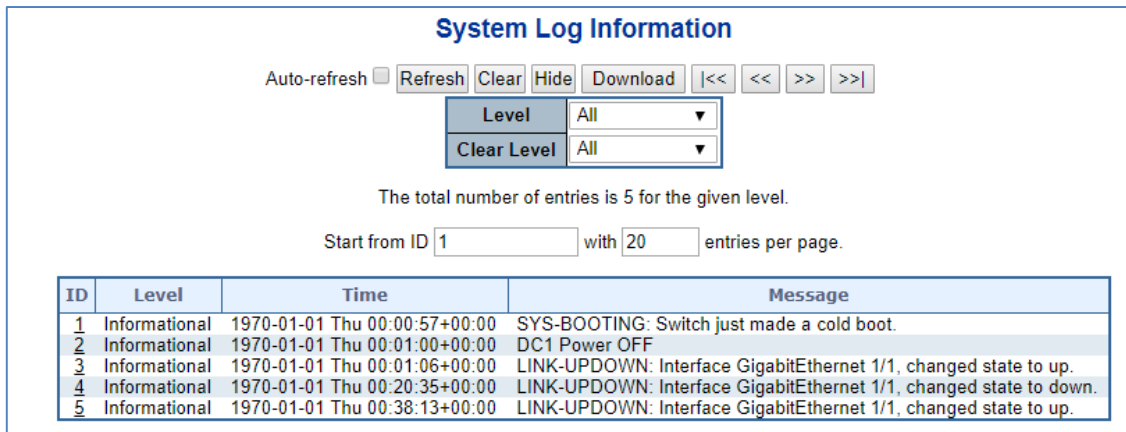 System Log Information
Auto-refresh Refresh Clear Hide Download |<< << >> >>|
Level All
Clear Level All
The total number of entries is 5 for the given level.
Start from ID 1 with 20 entries per page.
ID Level Time Message
1 Informational 1970-01-01 Thu 00:00:57+00:00 SYS-BOOTING: Switch just made a cold boot.
2 Informational 1970-01-01 Thu 00:01:00+00:00 DC1 Power OFF
3 Informational 1970-01-01 Thu 00:01:06+00:00 LINK-UPDOWN: Interface GigabitEthernet 1/1, changed state to up.
4 Informational 1970-01-01 Thu 00:20:35+00:00 LINK-UPDOWN: Interface GigabitEthernet 1/1, changed state to down.
5 Informational 1970-01-01 Thu 00:38:13+00:00 LINK-UPDOWN: Interface GigabitEthernet 1/1, changed state to up.